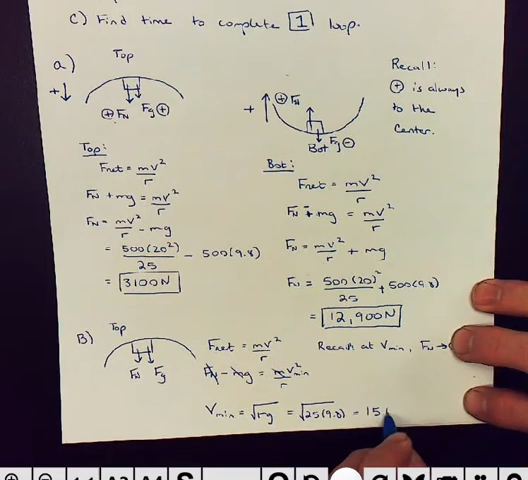 C) Find time to complete 1 loop.
a)
Top
+↓
⊕ FN Fg ⊕
Top:
Fnet = mv²/r
FN + mg = mv²/r
FN = mv²/r - mg
= 500(20²)/25 - 500(9.8)
= 3100N
+ ↑ ⊕ FN
Bot Fg ⊖
Bot:
Fnet = mv²/r
FN - mg = mv²/r
FN = mv²/r + mg
FN = 500(20)²/25 + 500(9.8)
= 12,900N
Recall:
⊕ is always
to the
Center.
B)
Top
FN Fg
Fnet = mv²/r
FN - mg = mv²min/r
Vmin = √rg = √25(9.8) = 15.
Recall at Vmin, FN →